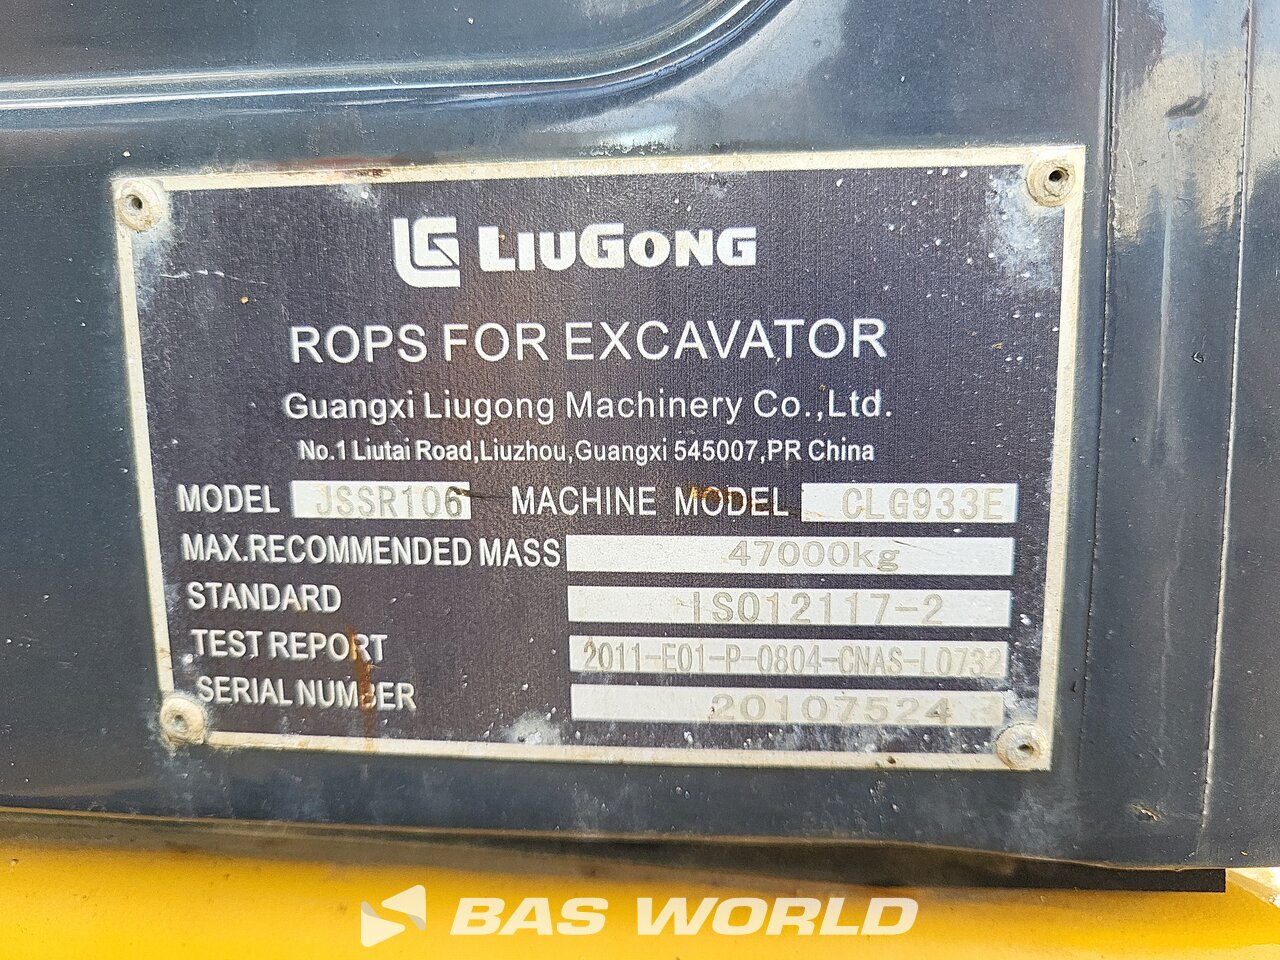 LG LIUGONG
ROPS FOR EXCAVATOR
Guangxi Liugong Machinery Co.,Ltd.
No.1 Liutai Road,Liuzhou,Guangxi 545007,PR China
MODEL JSSR106 MACHINE MODEL CLG933E
MAX.RECOMMENDED MASS 47000kg
STANDARD ISO12117-2
TEST REPORT 2011-E01-P-0804-CNAS-L0732
SERIAL NUMBER 20107524
BAS WORLD